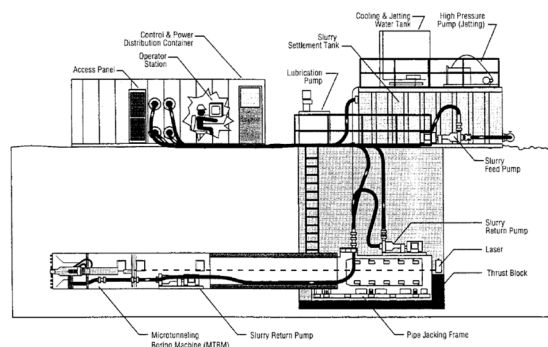 Control & Power
Distribution Container
Operator
Station
Access Panel
Cooling & Jetting
Water Tank
High Pressure
Pump (Jetting)
Slurry
Settlement Tank
Lubrication
Pump
Slurry
Feed Pump
Slurry
Return Pump
Laser
Thrust Block
Microtunneling
Boring Machine (MTBM)
Slurry Return Pump
Pipe Jacking Frame